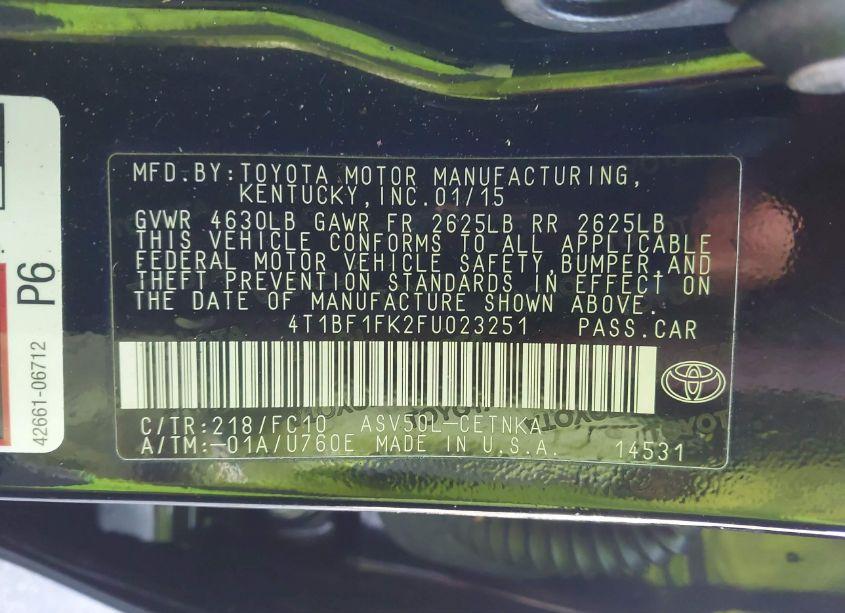 MFD.BY:TOYOTA MOTOR MANUFACTURING,
KENTUCKY,INC.01/15
GVWR 4630LB GAWR FR 2625LB RR 2625LB
THIS VEHICLE CONFORMS TO ALL APPLICABLE
FEDERAL MOTOR VEHICLE SAFETY,BUMPER,AND
THEFT PREVENTION STANDARDS IN EFFECT ON
THE DATE OF MANUFACTURE SHOWN ABOVE.
4T1BF1FK2FU023251 PASS.CAR
C/TR:218/FC10 ASV50L-CETNKA
A/TM:-01A/U760E MADE IN U.S.A. 14531
P6
42661-06712